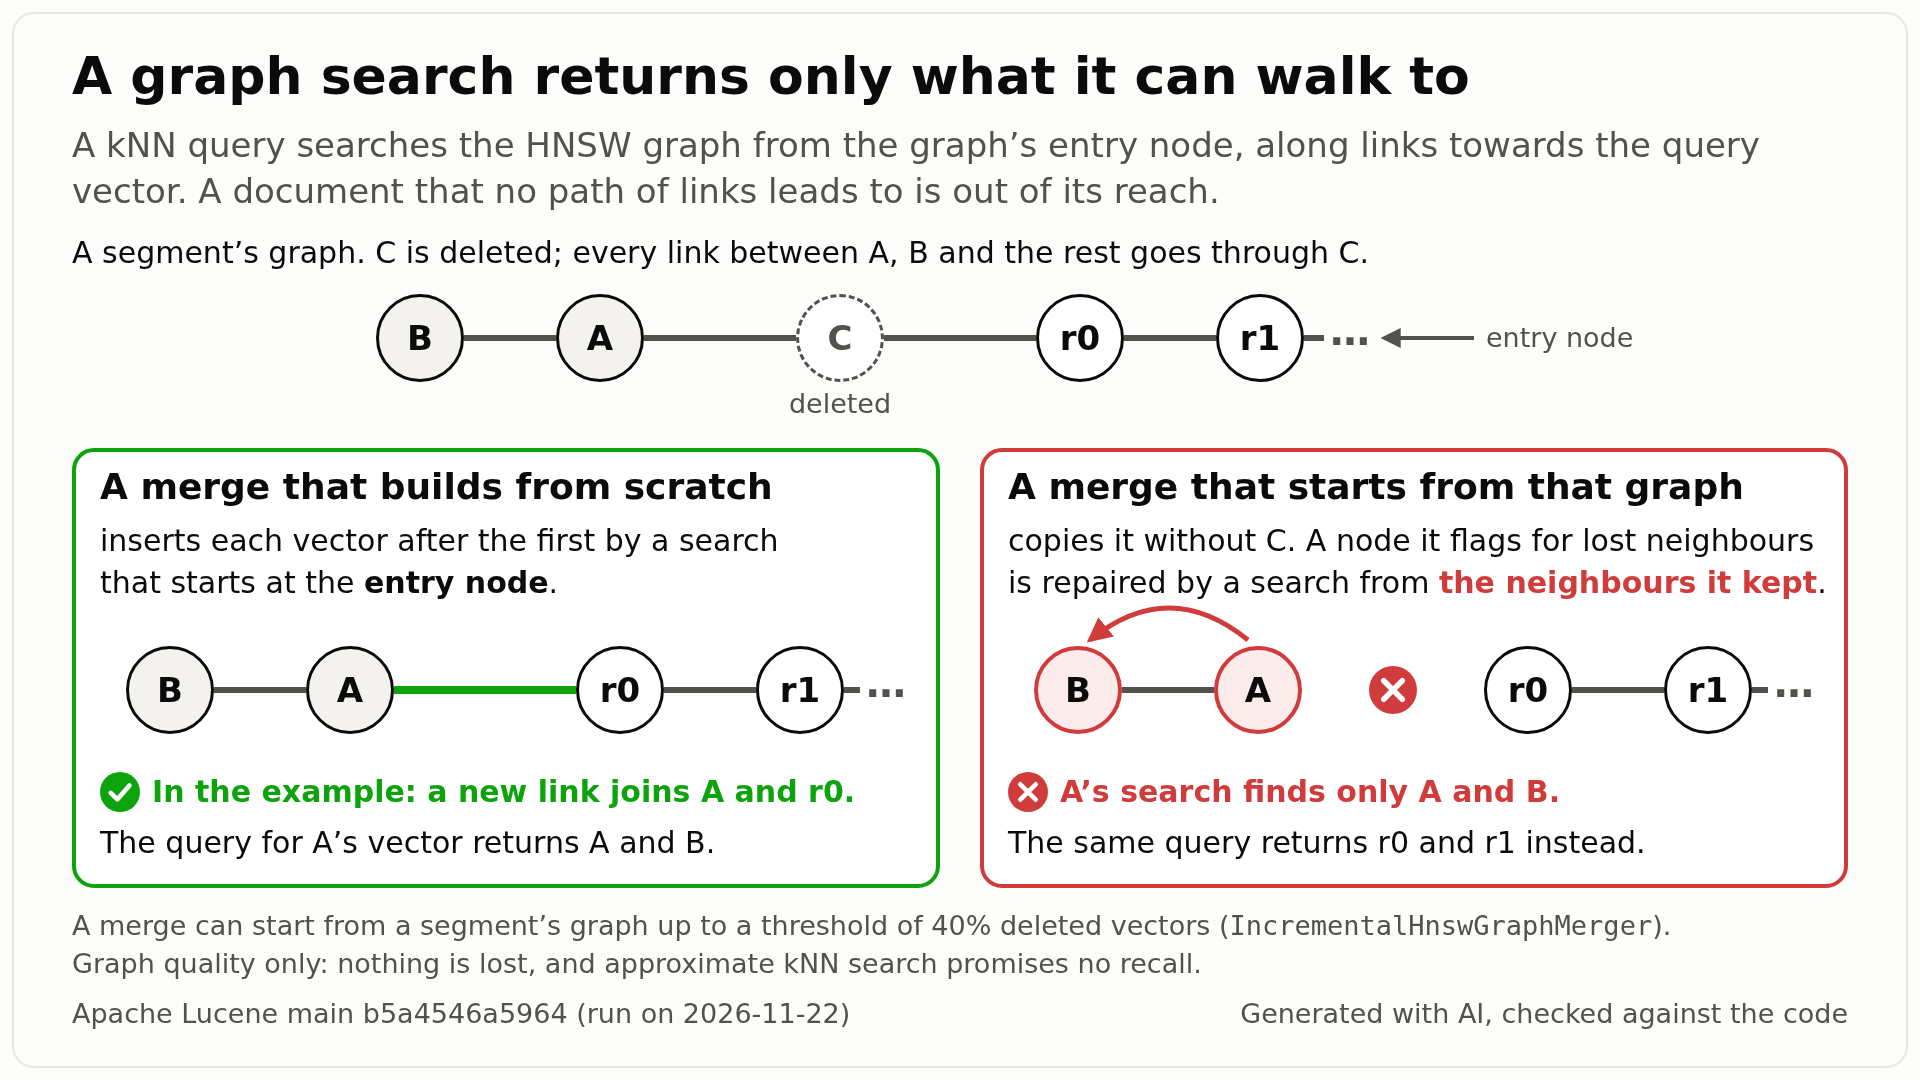 A graph search returns only what it can walk to
A kNN query searches the HNSW graph from the graph’s entry node, along links towards the query
vector. A document that no path of links leads to is out of its reach.
A segment’s graph. C is deleted; every link between A, B and the rest goes through C.
B A C r0 r1 ... entry node
deleted
A merge that builds from scratch
inserts each vector after the first by a search
that starts at the entry node.
B A r0 r1 ...
In the example: a new link joins A and r0.
The query for A’s vector returns A and B.
A merge that starts from that graph
copies it without C. A node it flags for lost neighbours
is repaired by a search from the neighbours it kept.
B A r0 r1 ...
A’s search finds only A and B.
The same query returns r0 and r1 instead.
A merge can start from a segment’s graph up to a threshold of 40% deleted vectors (IncrementalHnswGraphMerger).
Graph quality only: nothing is lost, and approximate kNN search promises no recall.
Apache Lucene main b5a4546a5964 (run on 2026-11-22)
Generated with AI, checked against the code